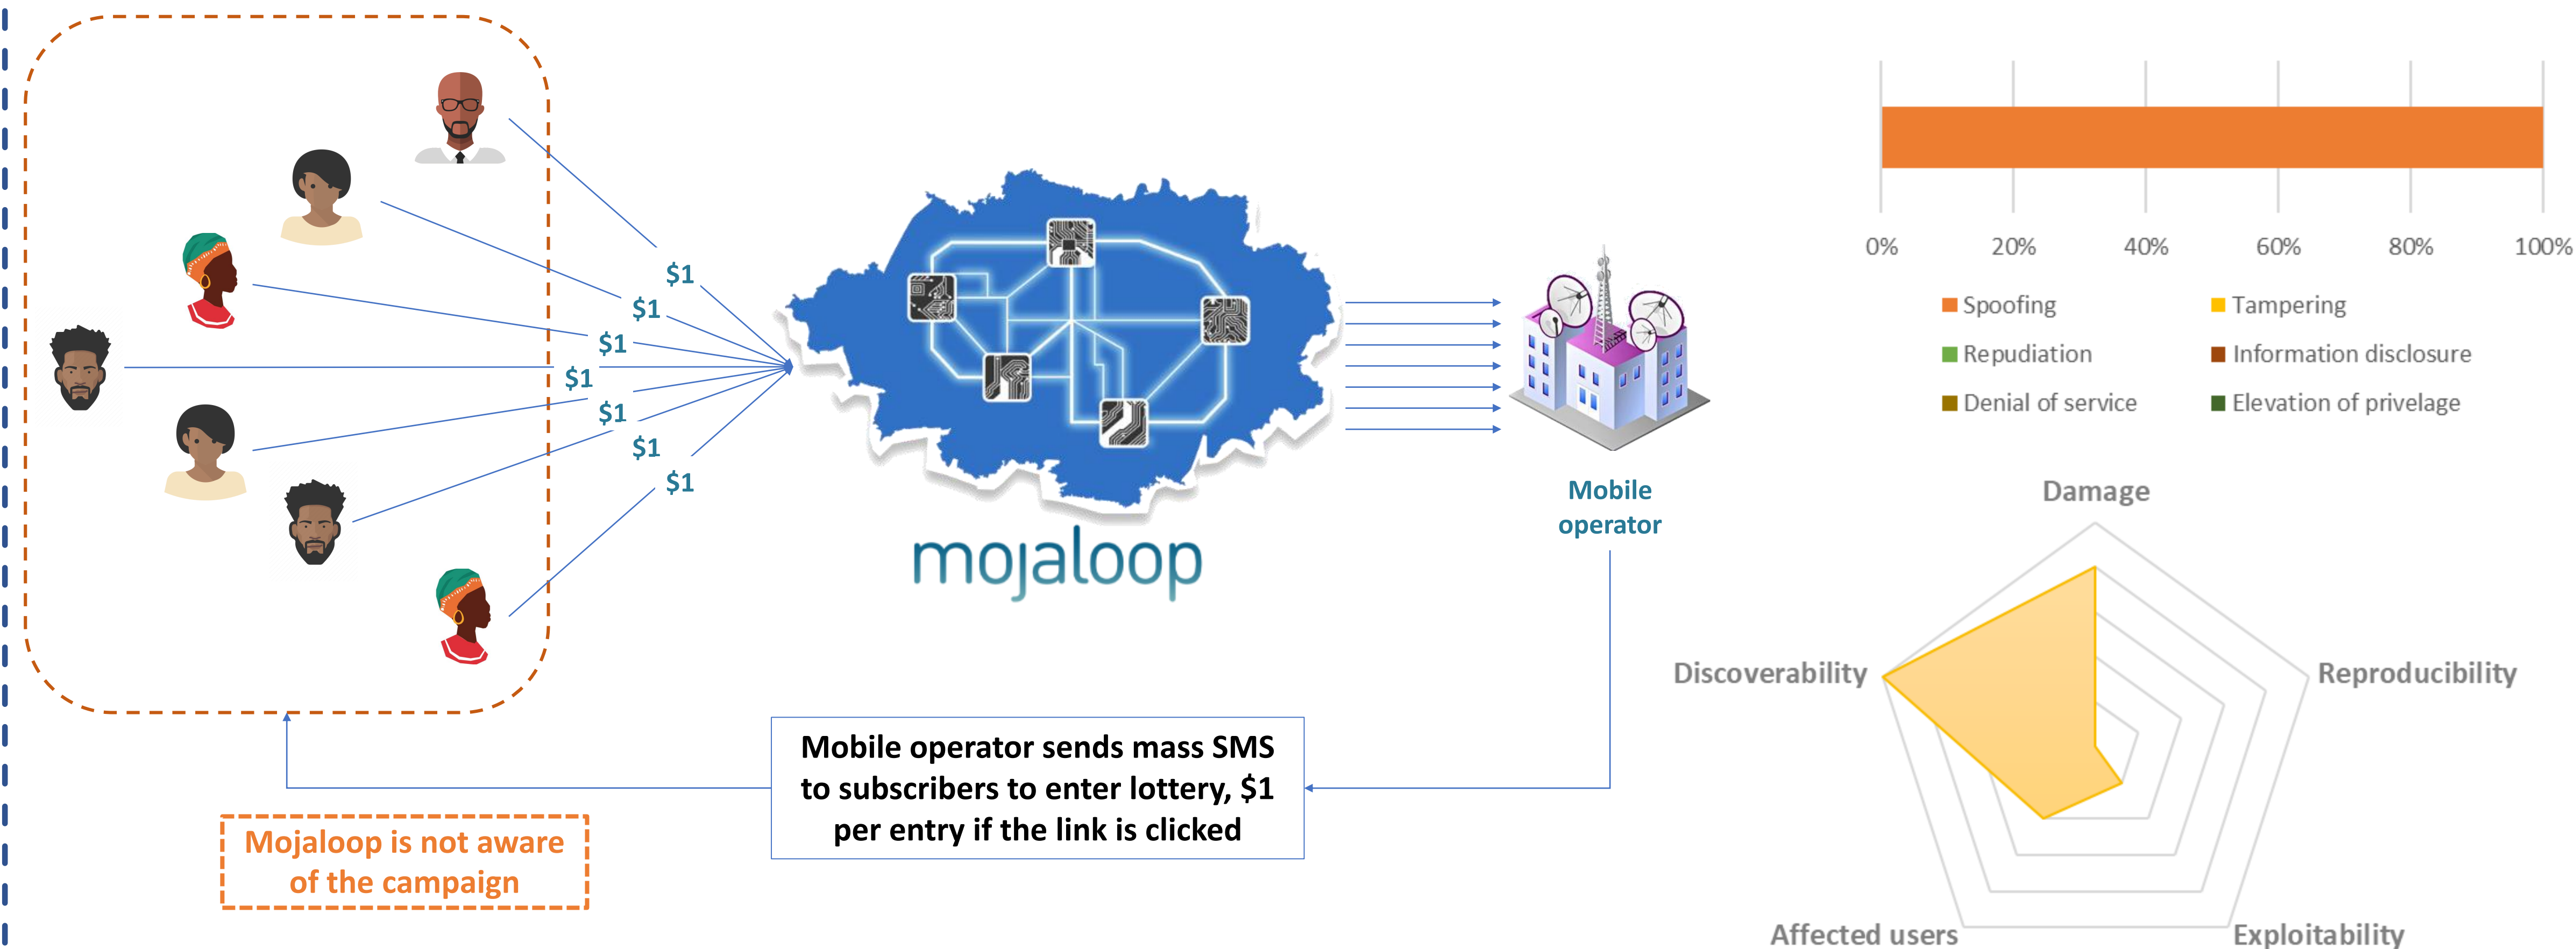 $1
$1
$1
$1
$1
$1
$1
mojaloop
Mobile
operator
Mobile operator sends mass SMS
to subscribers to enter lottery, $1
per entry if the link is clicked
Mojaloop is not aware
of the campaign
0% 20% 40% 60% 80% 100%
Spoofing Tampering
Repudiation Information disclosure
Denial of service Elevation of privelage
Damage
Discoverability Reproducibility
Affected users Exploitability